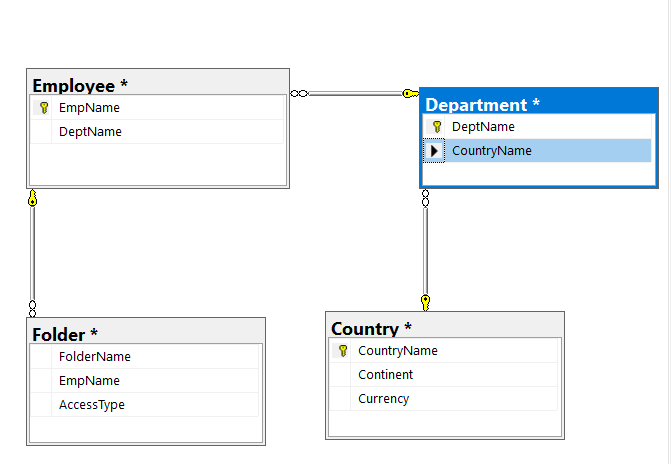 Employee *
EmpName
DeptName
Department *
DeptName
CountryName
Folder *
FolderName
EmpName
AccessType
Country *
CountryName
Continent
Currency